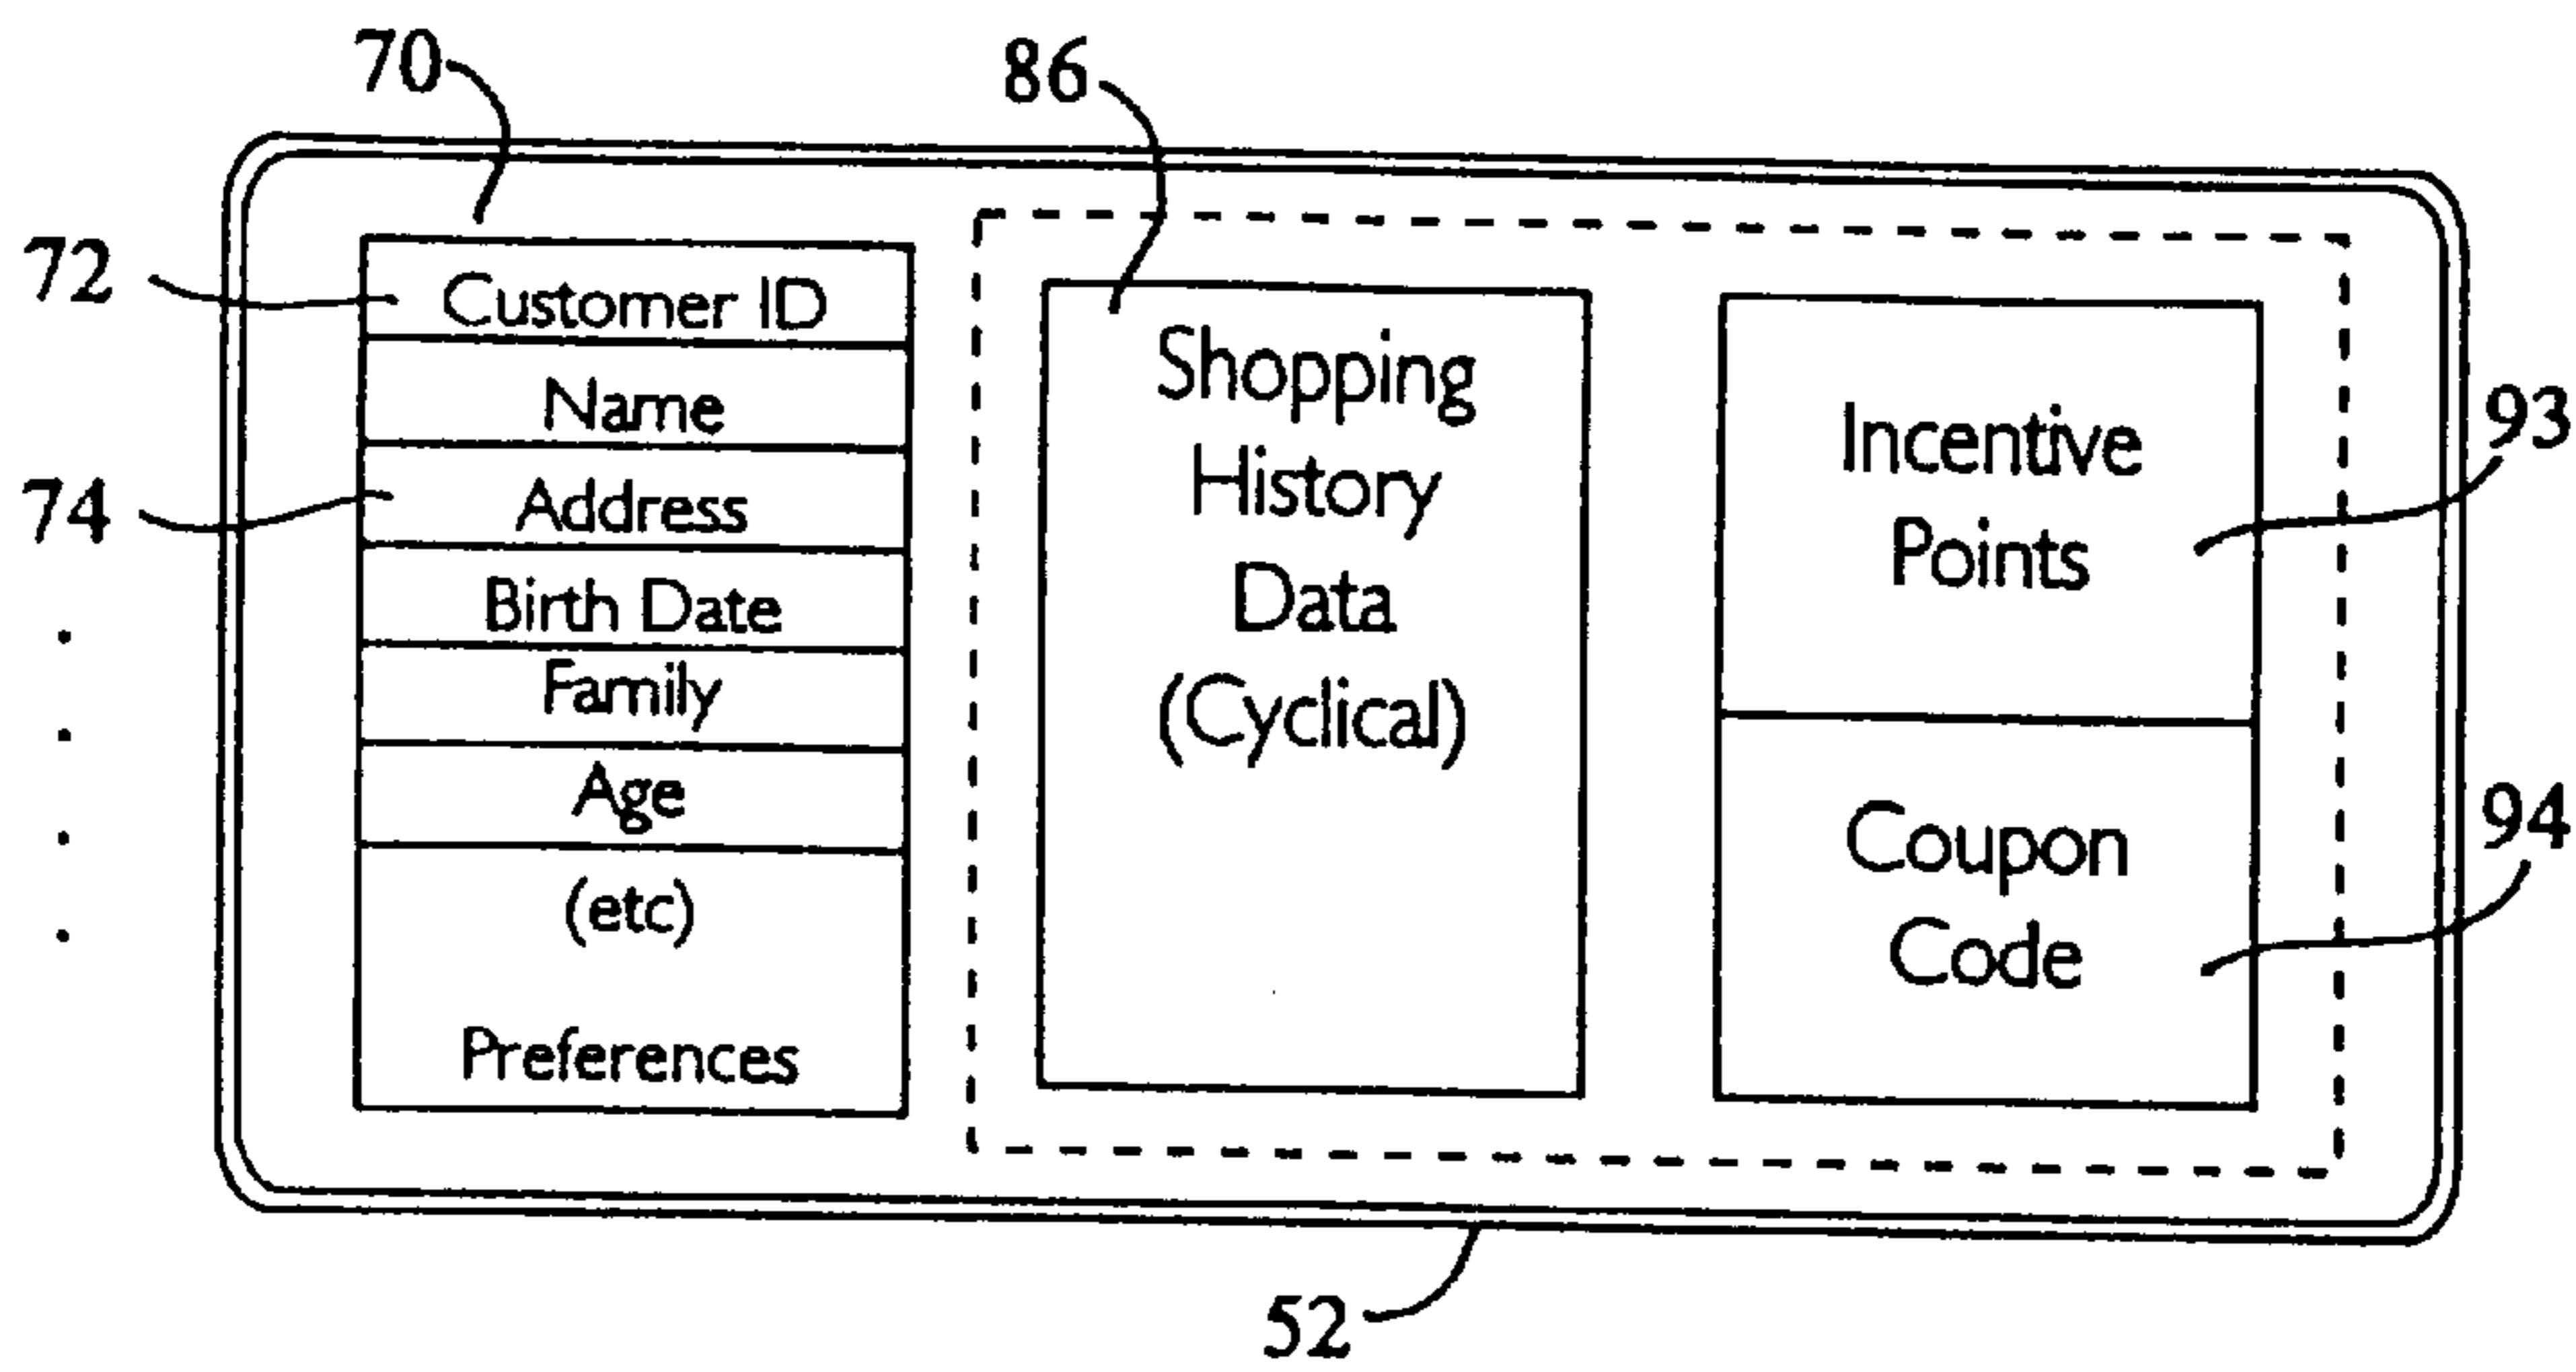 70
86
72
Customer ID
Name
74
Address
Birth Date
Family
Age
(etc)
Preferences
Shopping
History
Data
(Cyclical)
Incentive
Points
93
Coupon
Code
94
52